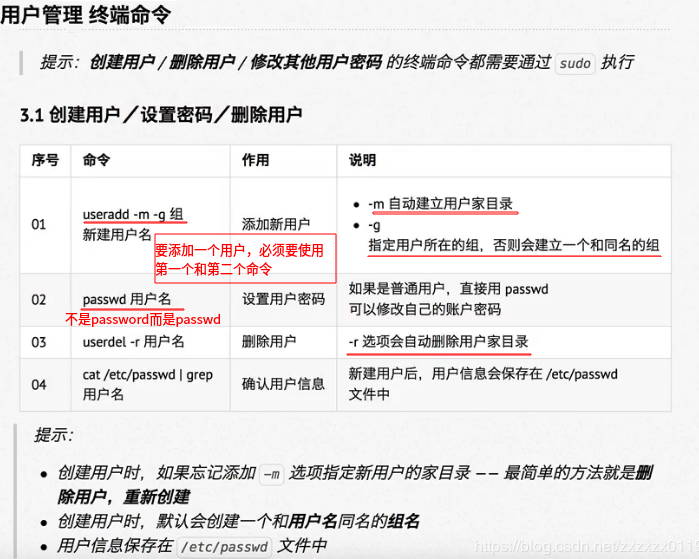 用户管理 终端命令
提示：创建用户 / 删除用户 / 修改其他用户密码 的终端命令都需要通过 sudo 执行
3.1 创建用户／设置密码／删除用户
序号 命令 作用 说明
01 useradd -m -g 组 新建用户名 添加新用户
• -m 自动建立用户家目录
• -g
指定用户所在的组，否则会建立一个和同名的组
要添加一个用户，必须要使用
第一个和第二个命令
02 passwd 用户名 设置用户密码 如果是普通用户，直接用 passwd
可以修改自己的账户密码
不是password而是passwd
03 userdel -r 用户名 删除用户 -r 选项会自动删除用户家目录
04 cat /etc/passwd | grep 用户名 确认用户信息 新建用户后，用户信息会保存在 /etc/passwd
文件中
提示：
• 创建用户时，如果忘记添加 -m 选项指定新用户的家目录 —— 最简单的方法就是删
除用户，重新创建
• 创建用户时，默认会创建一个和用户名同名的组名
• 用户信息保存在 /etc/passwd 文件中